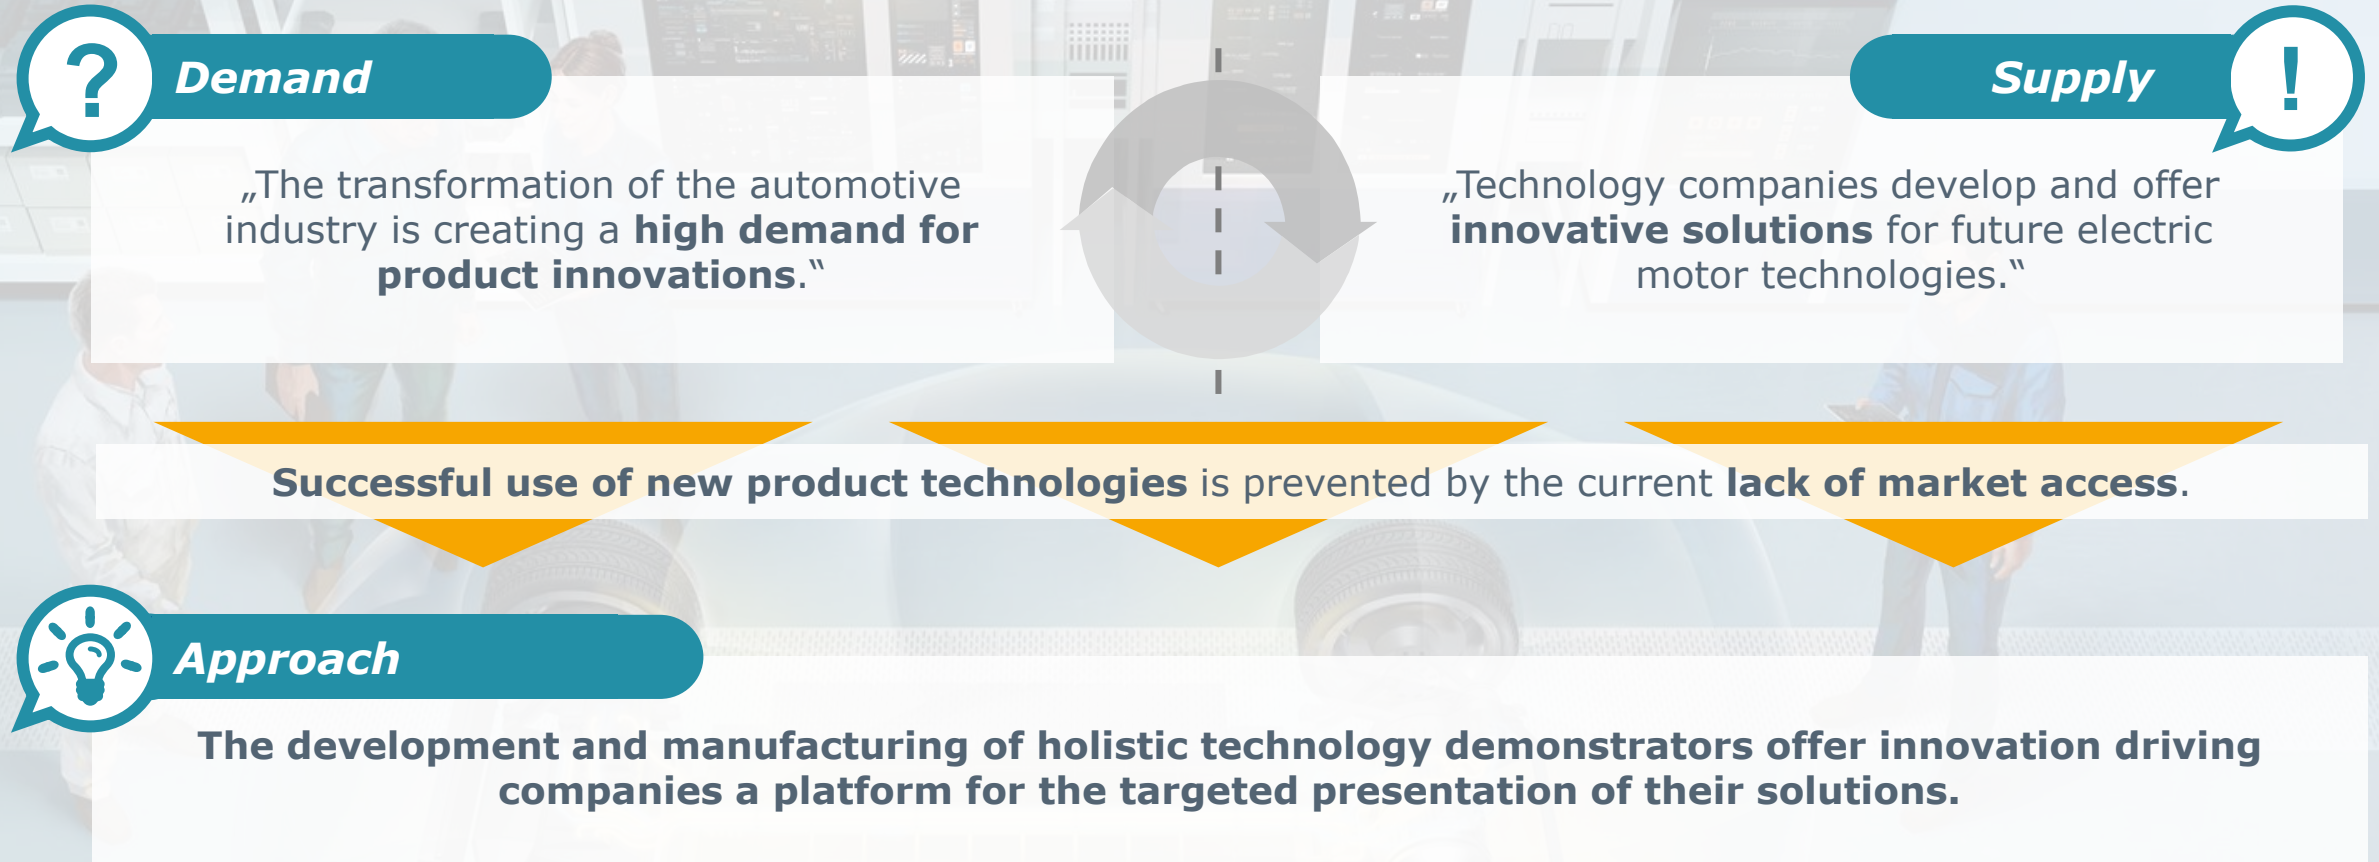 ?
Demand
„The transformation of the automotive
industry is creating a high demand for
product innovations.“
Supply
!
„Technology companies develop and offer
innovative solutions for future electric
motor technologies.“
Successful use of new product technologies is prevented by the current lack of market access.
Approach
The development and manufacturing of holistic technology demonstrators offer innovation driving
companies a platform for the targeted presentation of their solutions.